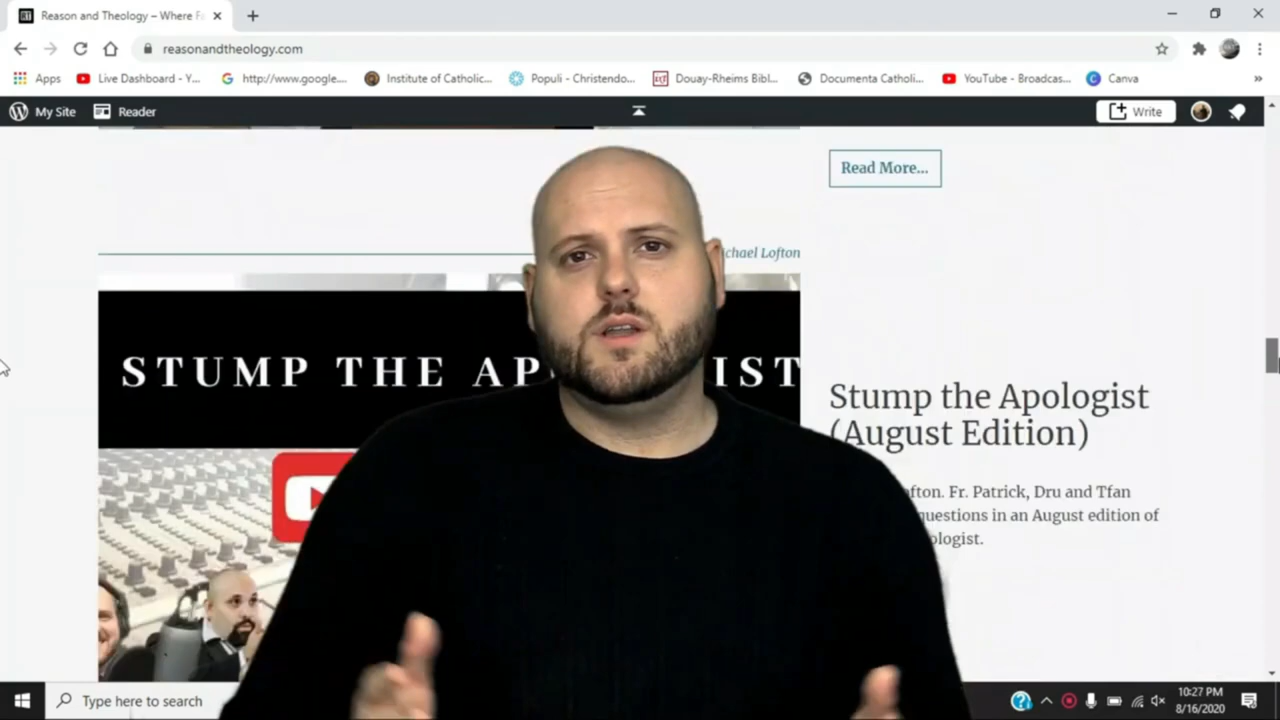 Reason and Theology – Where F
reasonandtheology.com
Apps
Live Dashboard - Y...
http://www.google....
Institute of Catholic...
Populi - Christendo...
Douay-Rheims Bibl...
Documenta Catholi...
YouTube - Broadcas...
Canva
»
My Site
Reader
Write
Read More...
chael Lofton
STUMP THE AP
IST
Stump the Apologist
(August Edition)
fton. Fr. Patrick, Dru and Tfan
questions in an August edition of
ologist.
Type here to search
10:27 PM
8/16/2020